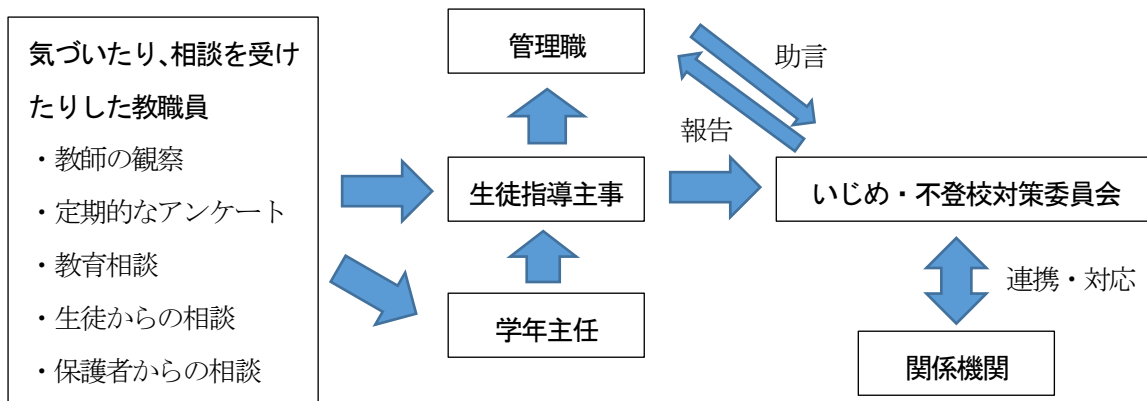 気づいたり､相談を受け
たりした教職員
・教師の観察
・定期的なアンケート
・教育相談
・生徒からの相談
・保護者からの相談
管理職
助言
報告
生徒指導主事
いじめ・不登校対策委員会
学年主任
連携・対応
関係機関